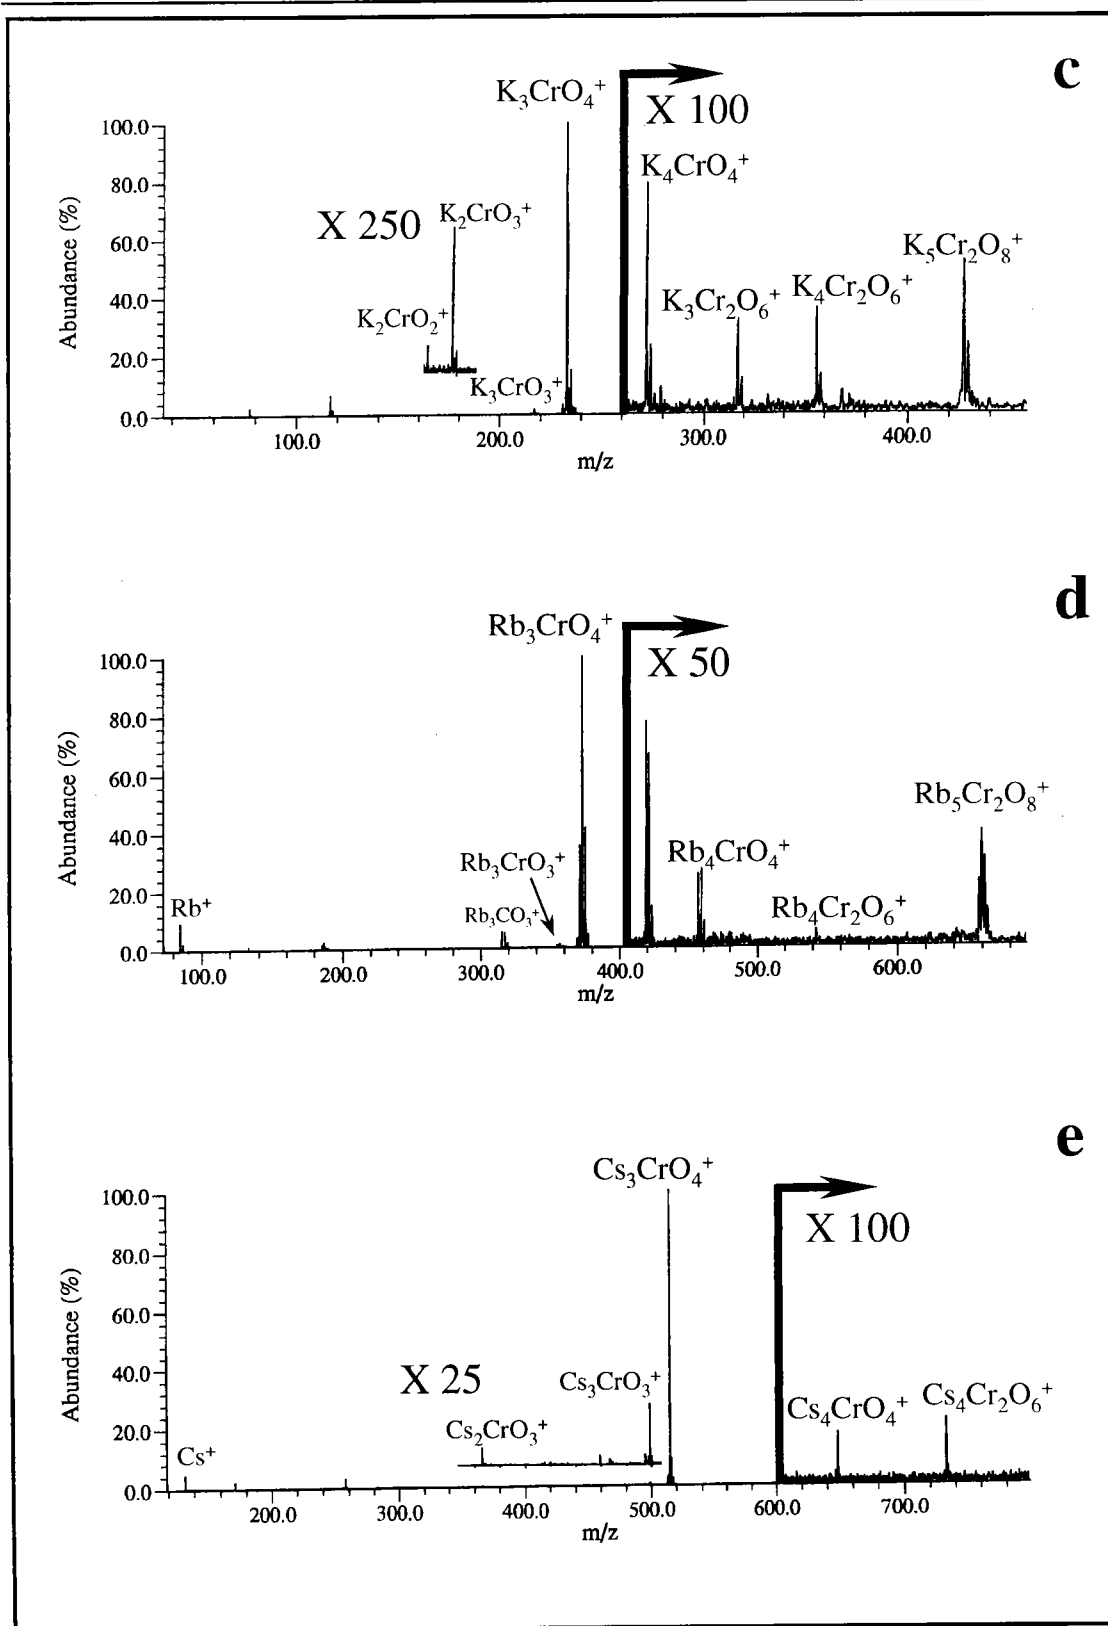 c
K₃CrO₄⁺
X 100
100.0
K₄CrO₄⁺
80.0
X 250
K₂CrO₃⁺
Abundance (%)
60.0
K₅Cr₂O₈⁺
K₃Cr₂O₆⁺
K₄Cr₂O₆⁺
40.0
K₂CrO₂⁺
20.0
K₃CrO₃⁺
0.0
100.0 200.0 300.0 400.0
m/z
d
Rb₃CrO₄⁺
X 50
100.0
80.0
Abundance (%)
60.0
Rb₅Cr₂O₈⁺
40.0
Rb₃CrO₃⁺
Rb₄CrO₄⁺
20.0
Rb⁺
Rb₃CO₃⁺
Rb₄Cr₂O₆⁺
0.0
100.0 200.0 300.0 400.0 500.0 600.0
m/z
e
Cs₃CrO₄⁺
100.0
X 100
80.0
Abundance (%)
60.0
40.0
X 25
Cs₃CrO₃⁺
Cs₄CrO₄⁺
Cs₄Cr₂O₆⁺
20.0
Cs₂CrO₃⁺
Cs⁺
0.0
200.0 300.0 400.0 500.0 600.0 700.0
m/z